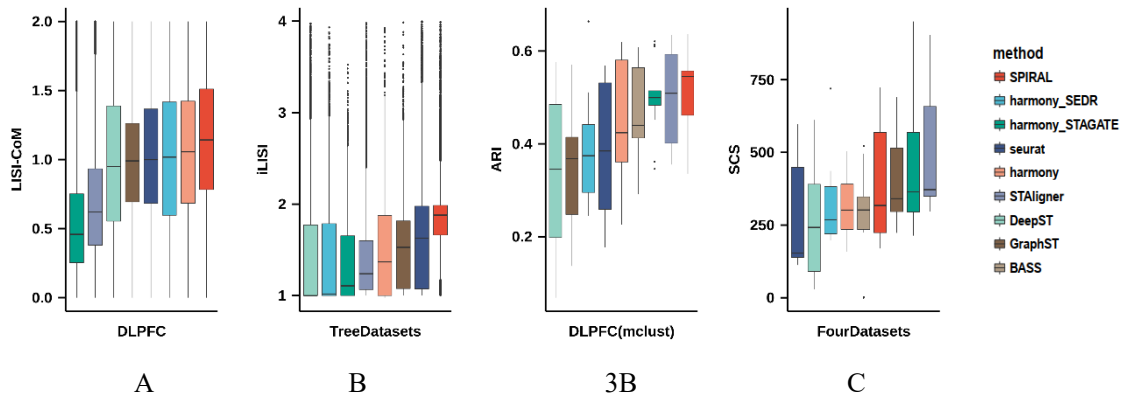 LISI-CoM
2.0
1.5
1.0
0.5
0.0
DLPFC
A
iLISI
4
3
2
1
TreeDatasets
B
ARI
0.6
0.4
0.2
DLPFC(mclust)
3B
SCS
750
500
250
0
FourDatasets
C
method
SPIRAL
harmony_SEDR
harmony_STAGATE
seurat
harmony
STAligner
DeepST
GraphST
BASS